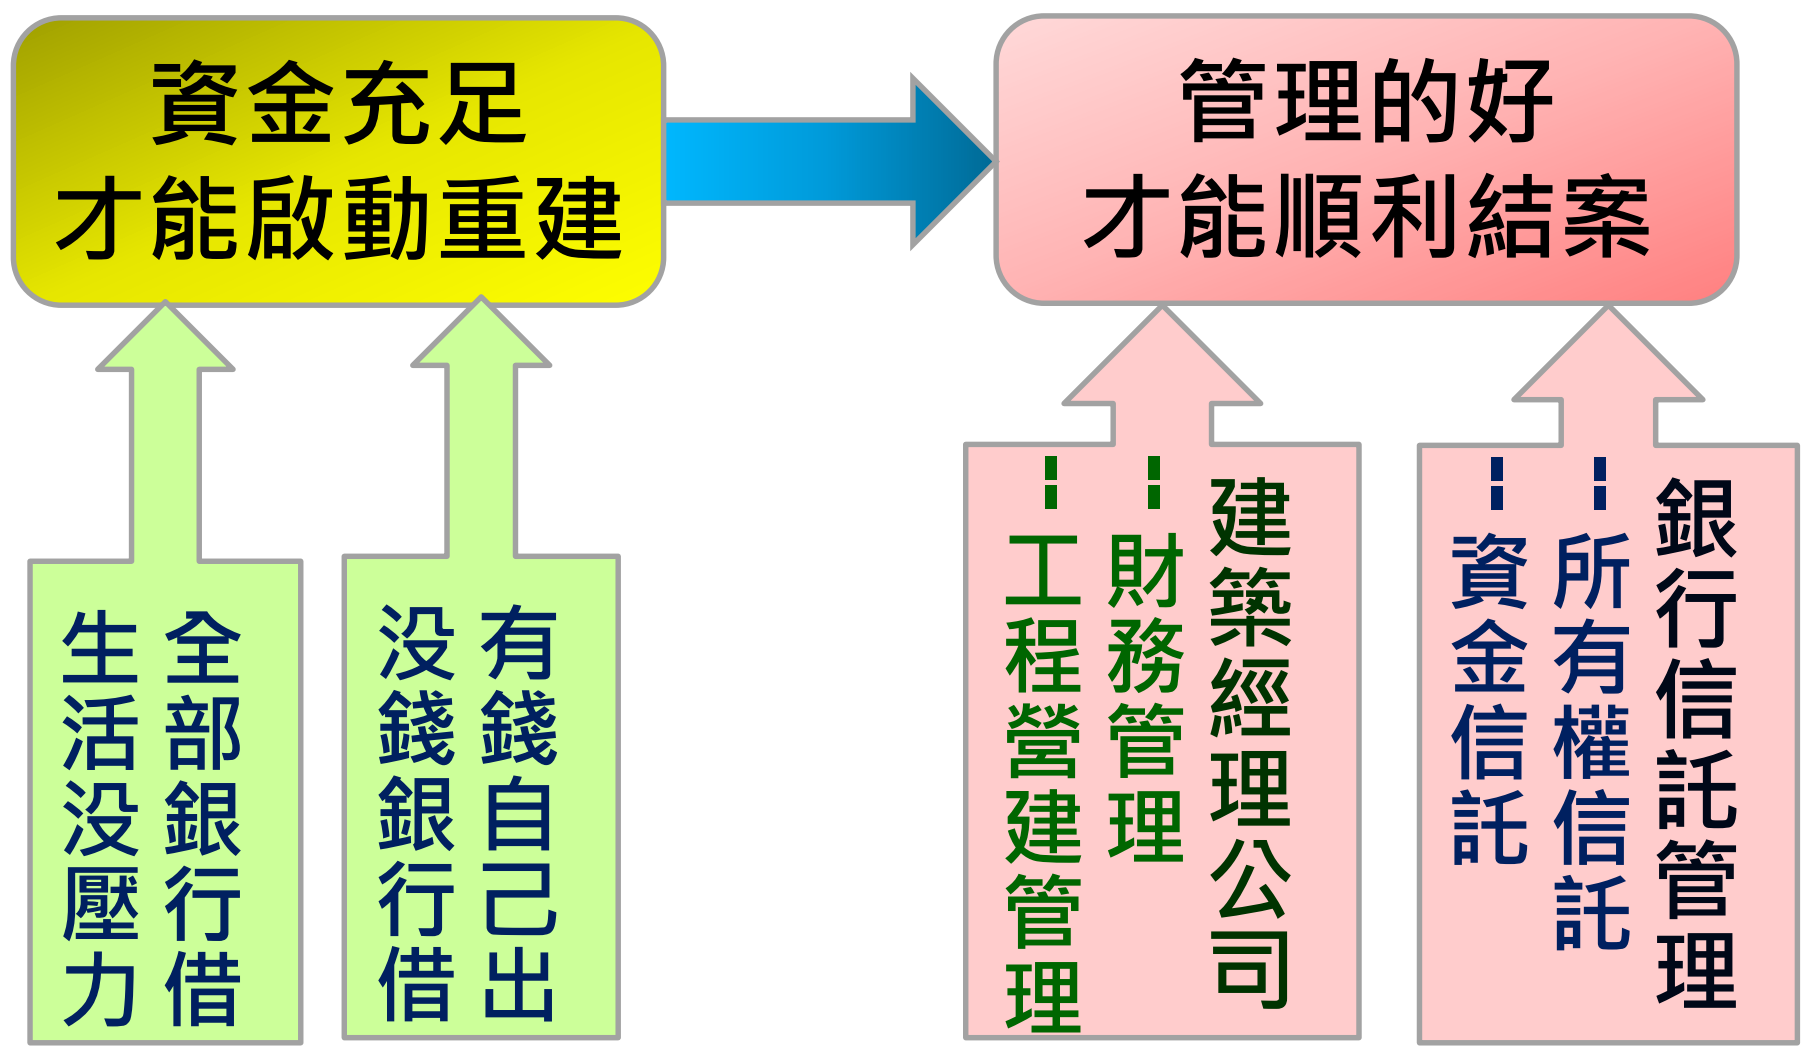 資金充足
才能啟動重建
管理的好
才能順利結案
全部銀行借
生活没壓力
有錢自己出
没錢銀行借
建築經理公司
--財務管理
--工程營建管理
銀行信託管理
--所有權信託
--資金信託